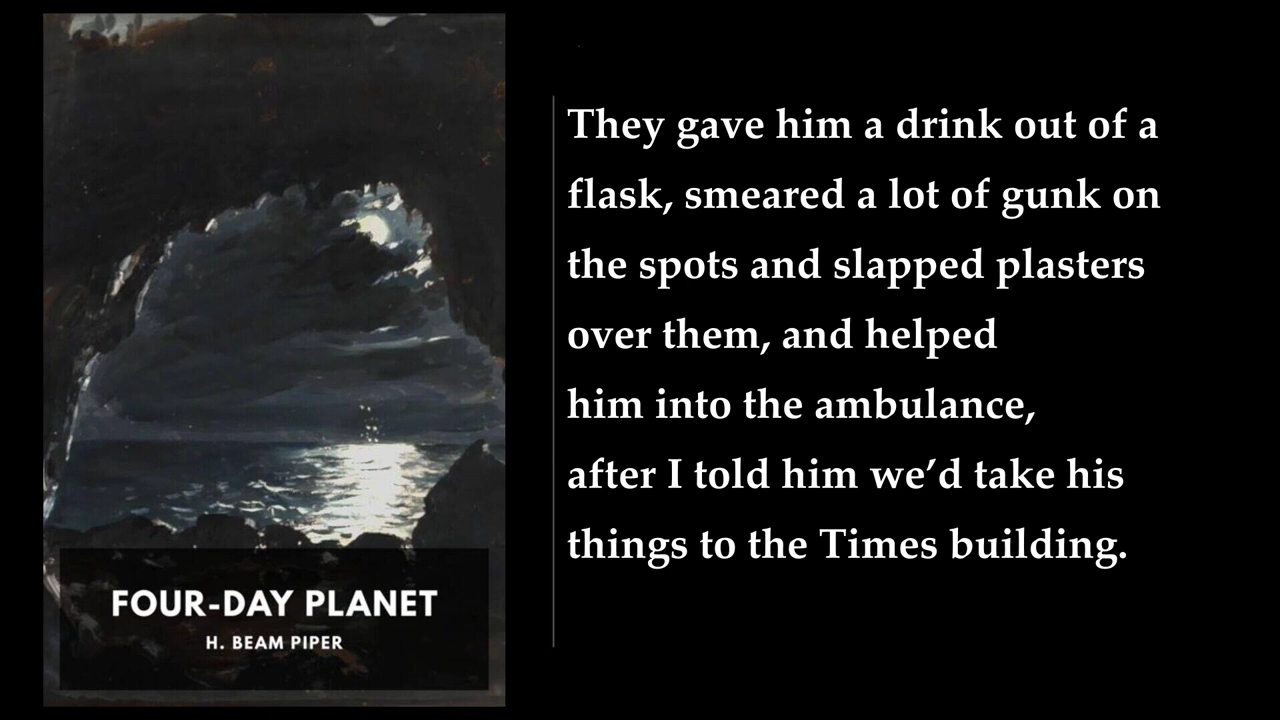 They gave him a drink out of a
flask, smeared a lot of gunk on
the spots and slapped plasters
over them, and helped
him into the ambulance,
after I told him we’d take his
things to the Times building.
FOUR-DAY PLANET
H. BEAM PIPER